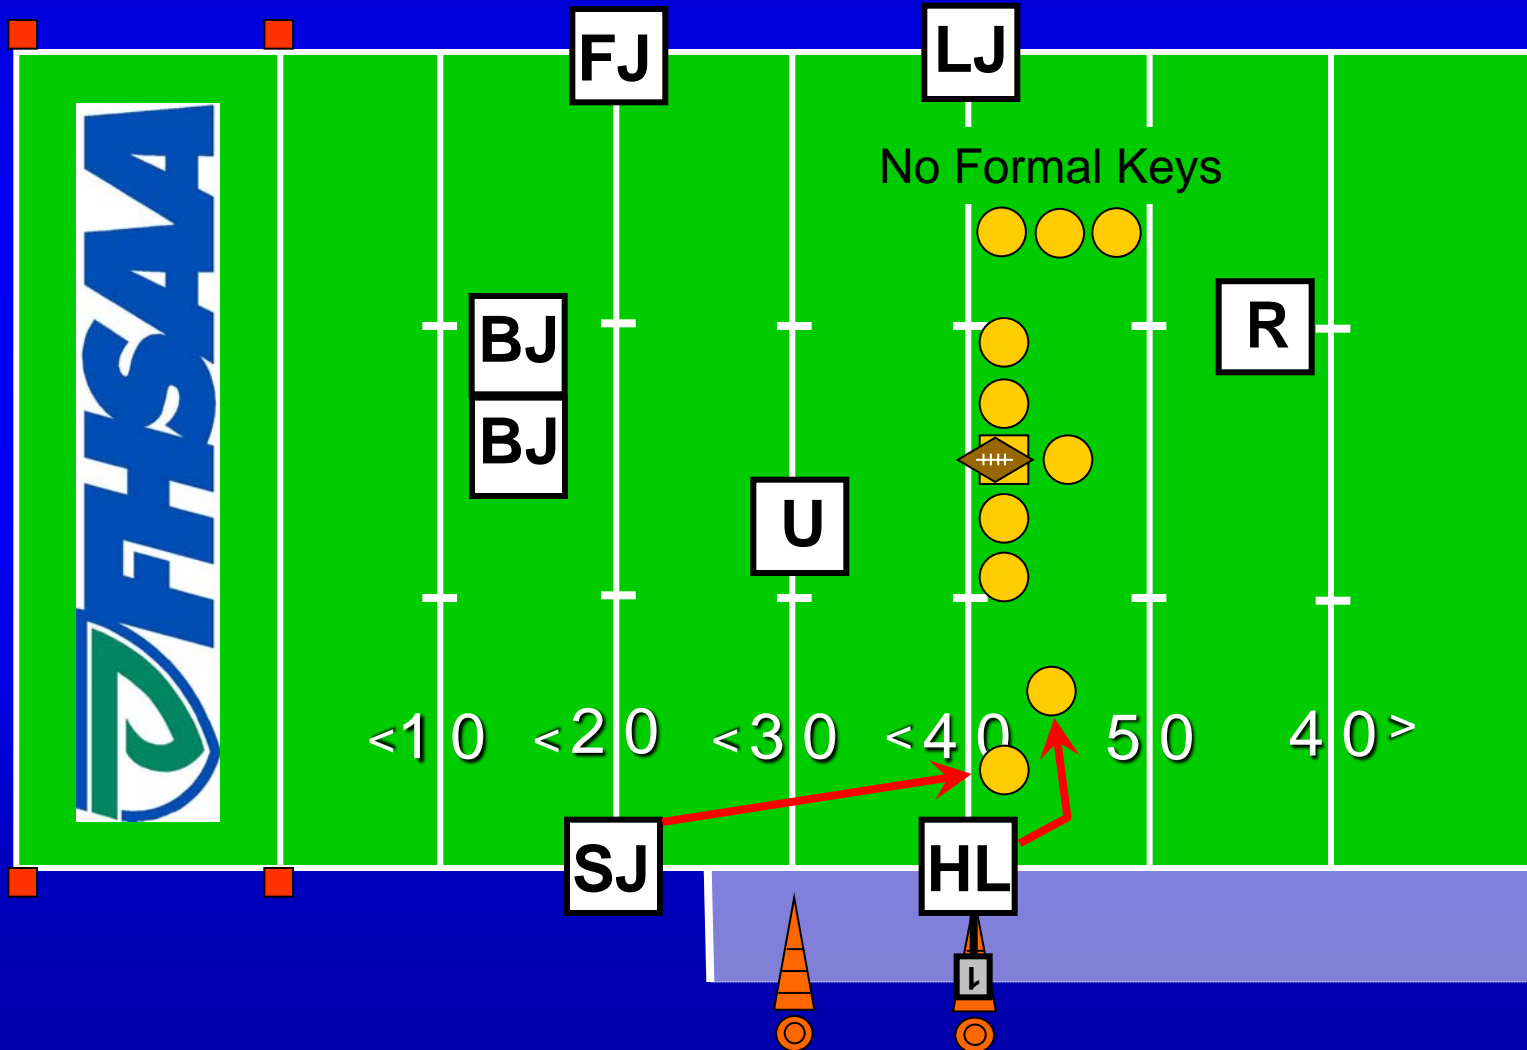 FJ
LJ
No Formal Keys
FHSAA
BJ
R
BJ
U
<10 <20 <30 <40 50 40>
SJ
HL
1